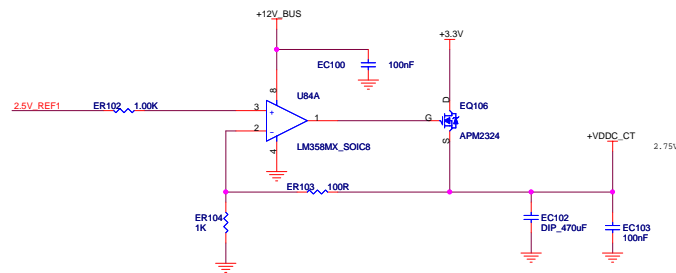 +12V_BUS
+3.3V
EC100 100nF
U84A
EQ106
D
8
2.5V_REF1
ER102 1.00K
3
+
1
G
2
-
APM2324
LM358MX_SOIC8
4
S
+VDDC_CT
2.75V
ER103 100R
ER104
1K
EC102
DIP_470uF
EC103
100nF